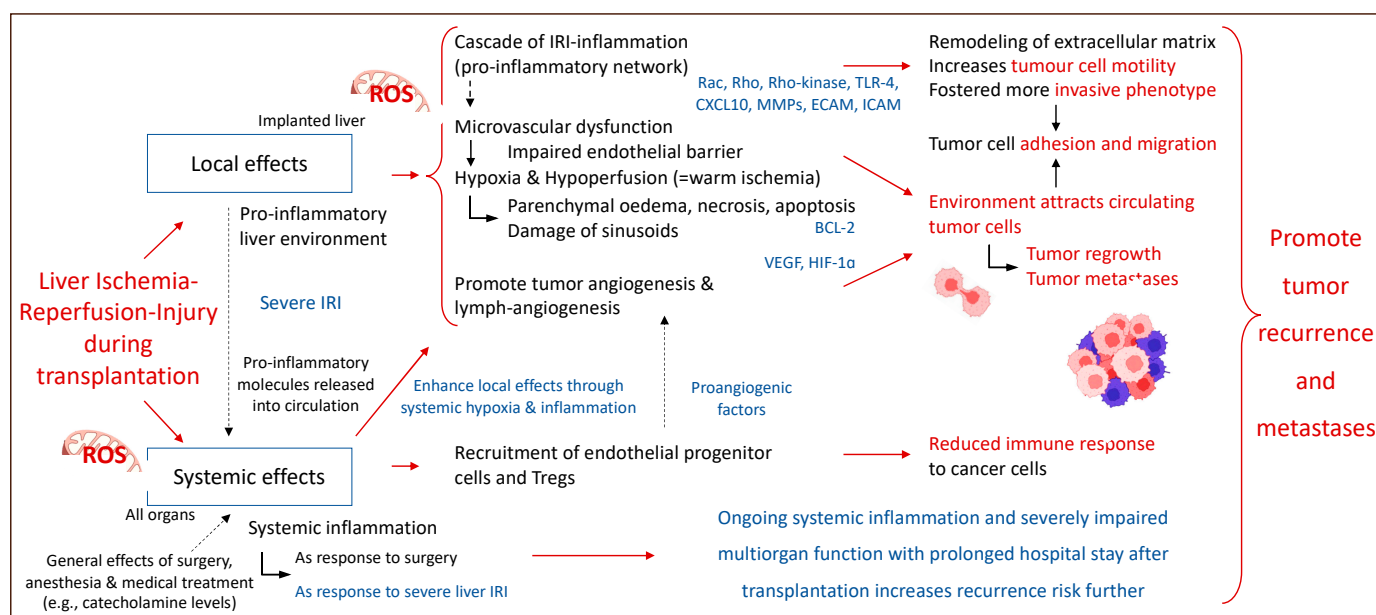 Cascade of IRI-inflammation
(pro-inflammatory network)
ROS
Rac, Rho, Rho-kinase, TLR-4,
CXCL10, MMPs, ECAM, ICAM
Remodeling of extracellular matrix
Increases tumour cell motility
Fostered more invasive phenotype
Implanted liver
Local effects
Microvascular dysfunction
Impaired endothelial barrier
Hypoxia & Hypoperfusion (=warm ischemia)
Parenchymal oedema, necrosis, apoptosis
Damage of sinusoids
BCL-2
Tumor cell adhesion and migration
Environment attracts circulating
tumor cells
Tumor regrowth
Tumor metastases
Pro-inflammatory
liver environment
VEGF, HIF-1α
Promote tumor angiogenesis &
lymph-angiogenesis
Liver Ischemia-
Reperfusion-Injury
during
transplantation
Severe IRI
Pro-inflammatory
molecules released
into circulation
Enhance local effects through
systemic hypoxia & inflammation
Proangiogenic
factors
Promote
tumor
recurrence
and
metastases
ROS
Systemic effects
All organs
Recruitment of endothelial progenitor
cells and Tregs
Reduced immune response
to cancer cells
General effects of surgery,
anesthesia & medical treatment
(e.g., catecholamine levels)
Systemic inflammation
As response to surgery
As response to severe liver IRI
Ongoing systemic inflammation and severely impaired
multiorgan function with prolonged hospital stay after
transplantation increases recurrence risk further